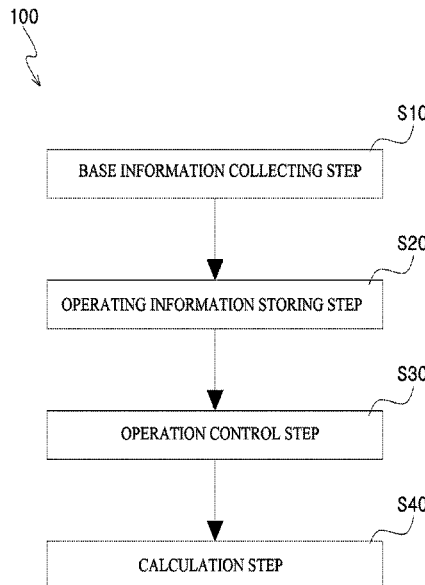 100
S10
BASE INFORMATION COLLECTING STEP
S20
OPERATING INFORMATION STORING STEP
S30
OPERATION CONTROL STEP
S40
CALCULATION STEP